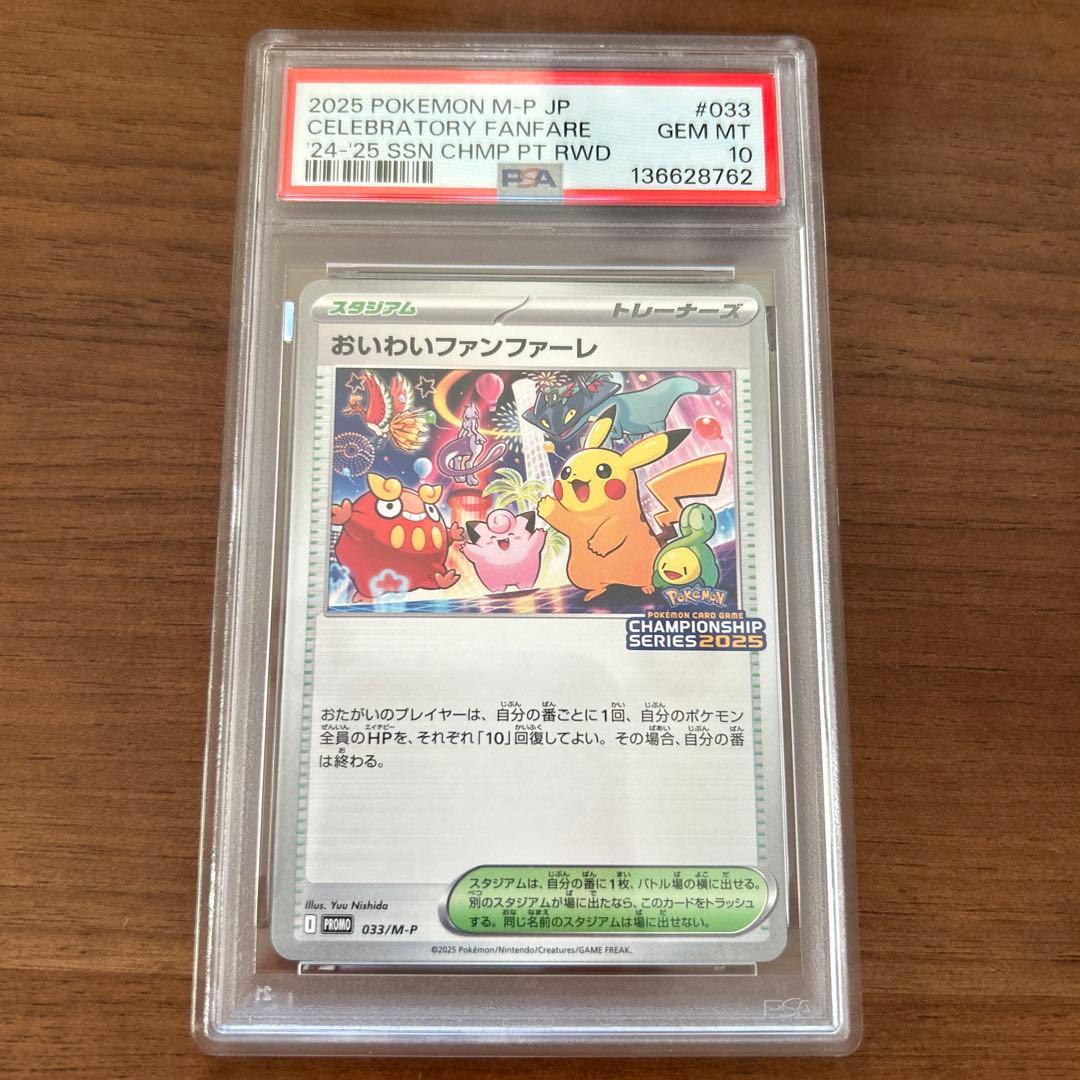 2025 POKEMON M-P JP #033
CELEBRATORY FANFARE GEM MT
'24-'25 SSN CHMP PT RWD 10
PSA 136628762
スタジアム トレーナーズ
おいわいファンファーレ
Pokémon
POKÉMON CARD GAME
CHAMPIONSHIP
SERIES 2025
おたがいのプレイヤーは、自分の番ごとに1回、自分のポケモン
全員のHPを、それぞれ「10」回復してよい。その場合、自分の番
は終わる。
スタジアムは、自分の番に1枚、バトル場の横に出せる。
別のスタジアムが場に出たなら、このカードをトラッシュ
する。同じ名前のスタジアムは場に出せない。
Illus. Yuu Nishida
I PROMO 033/M-P
©2025 Pokémon/Nintendo/Creatures/GAME FREAK.
PSA